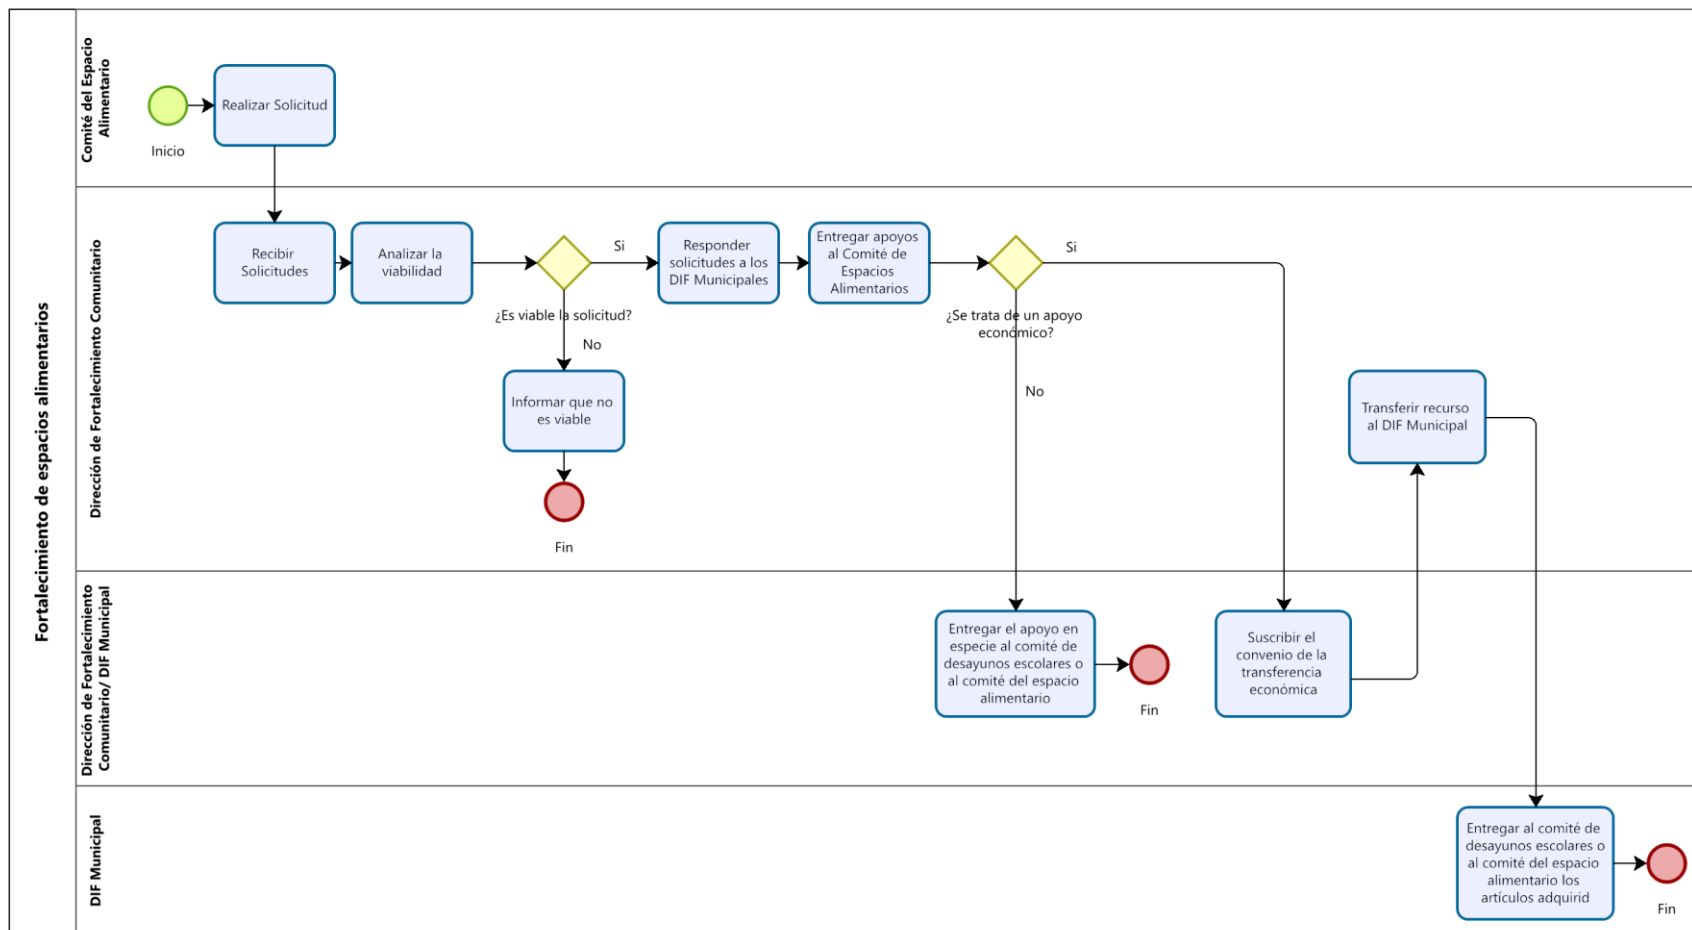 Fortalecimiento de espacios alimentarios
Comité del Espacio
Alimentario
Inicio
Realizar Solicitud
Dirección de Fortalecimiento Comunitario
Recibir
Solicitudes
Analizar la
viabilidad
¿Es viable la solicitud?
Si
No
Informar que no
es viable
Fin
Responder
solicitudes a los
DIF Municipales
Entregar apoyos
al Comité de
Espacios
Alimentarios
¿Se trata de un apoyo
económico?
Si
No
Transferir recurso
al DIF Municipal
Dirección de Fortalecimiento
Comunitario/ DIF Municipal
Entregar el apoyo en
especie al comité de
desayunos escolares o
al comité del espacio
alimentario
Fin
Suscribir el
convenio de la
transferencia
económica
DIF Municipal
Entregar al comité de
desayunos escolares o
al comité del espacio
alimentario los
artículos adquirid
Fin